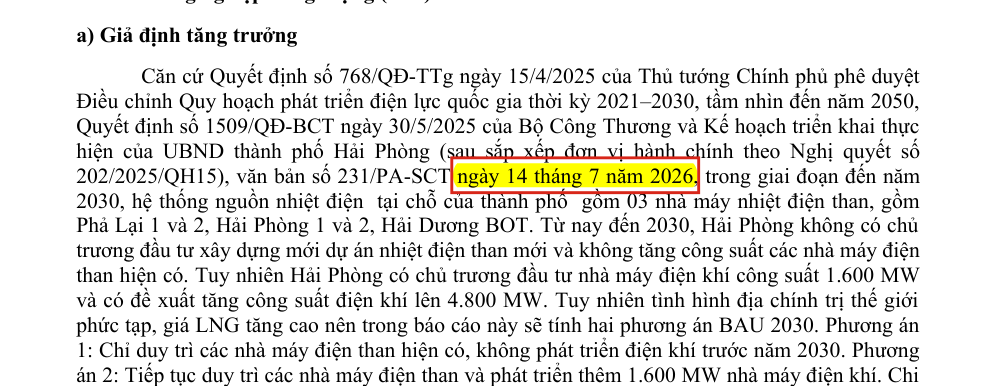 a) Giả định tăng trưởng
Căn cứ Quyết định số 768/QĐ-TTg ngày 15/4/2025 của Thủ tướng Chính phủ phê duyệt
Điều chỉnh Quy hoạch phát triển điện lực quốc gia thời kỳ 2021–2030, tầm nhìn đến năm 2050,
Quyết định số 1509/QĐ-BCT ngày 30/5/2025 của Bộ Công Thương và Kế hoạch triển khai thực
hiện của UBND thành phố Hải Phòng (sau sắp xếp đơn vị hành chính theo Nghị quyết số
202/2025/QH15), văn bản số 231/PA-SCT ngày 14 tháng 7 năm 2026, trong giai đoạn đến năm
2030, hệ thống nguồn nhiệt điện tại chỗ của thành phố gồm 03 nhà máy nhiệt điện than, gồm
Phả Lại 1 và 2, Hải Phòng 1 và 2, Hải Dương BOT. Từ nay đến 2030, Hải Phòng không có chủ
trương đầu tư xây dựng mới dự án nhiệt điện than mới và không tăng công suất các nhà máy điện
than hiện có. Tuy nhiên Hải Phòng có chủ trương đầu tư nhà máy điện khí công suất 1.600 MW
và có đề xuất tăng công suất điện khí lên 4.800 MW. Tuy nhiên tình hình địa chính trị thế giới
phức tạp, giá LNG tăng cao nên trong báo cáo này sẽ tính hai phương án BAU 2030. Phương án
1: Chỉ duy trì các nhà máy điện than hiện có, không phát triển điện khí trước năm 2030. Phương
án 2: Tiếp tục duy trì các nhà máy điện than và phát triển thêm 1.600 MW nhà máy điện khí. Chi